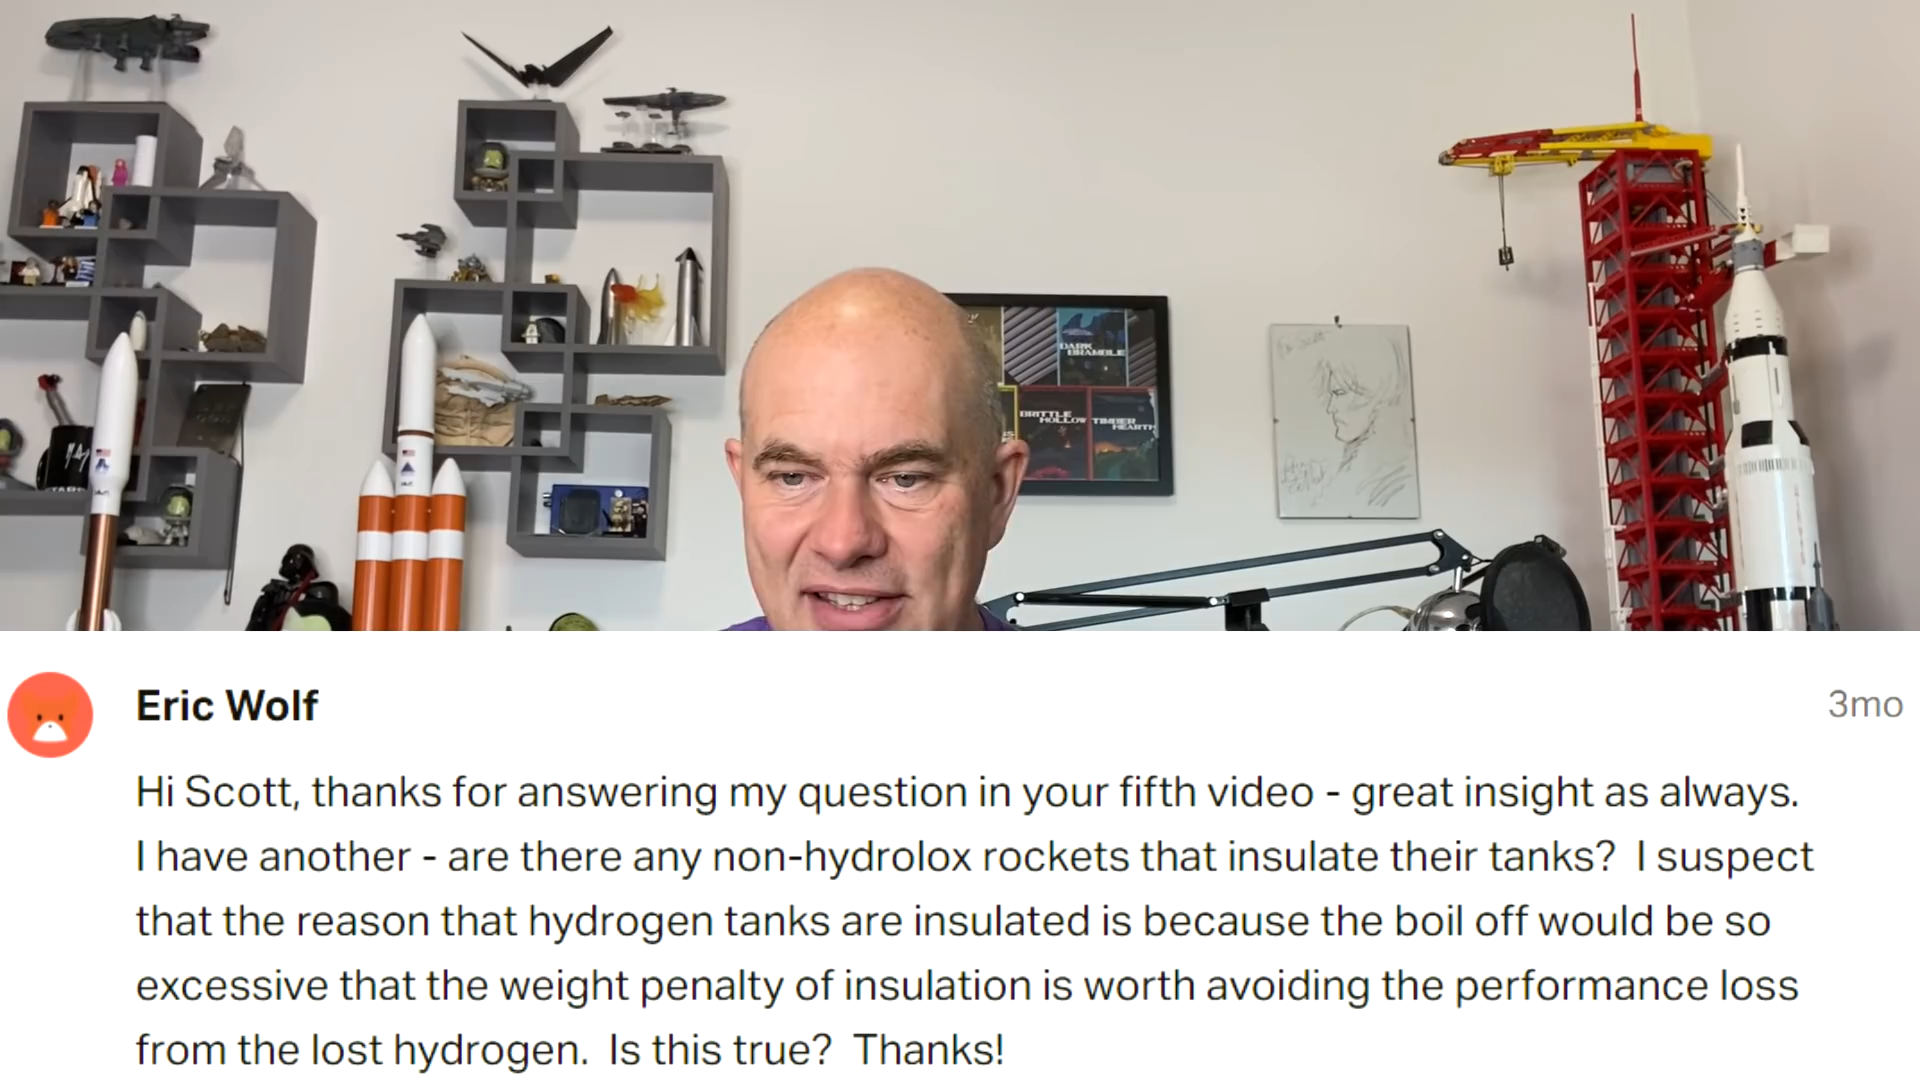 DARK
BRAMBLE
BRITTLE
HOLLOW
TIMBER
HEARTH
Eric Wolf
3mo
Hi Scott, thanks for answering my question in your fifth video - great insight as always.
I have another - are there any non-hydrolox rockets that insulate their tanks?  I suspect
that the reason that hydrogen tanks are insulated is because the boil off would be so
excessive that the weight penalty of insulation is worth avoiding the performance loss
from the lost hydrogen.  Is this true?  Thanks!